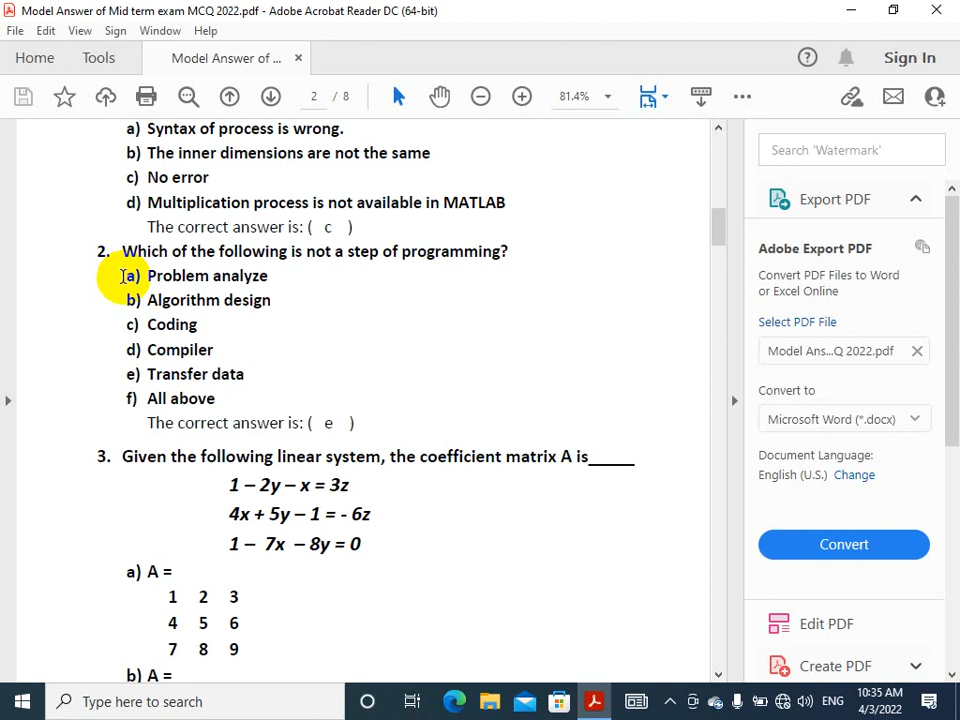 Model Answer of Mid term exam MCQ 2022.pdf - Adobe Acrobat Reader DC (64-bit)
File Edit View Sign Window Help
Home Tools Model Answer of ... × Sign In
2 / 8 81.4%
a) Syntax of process is wrong.
b) The inner dimensions are not the same
c) No error
d) Multiplication process is not available in MATLAB
The correct answer is: ( c )
2. Which of the following is not a step of programming?
a) Problem analyze
b) Algorithm design
c) Coding
d) Compiler
e) Transfer data
f) All above
The correct answer is: ( e )
3. Given the following linear system, the coefficient matrix A is_____
1 – 2y – x = 3z
4x + 5y – 1 = - 6z
1 – 7x – 8y = 0
a) A =
1 2 3
4 5 6
7 8 9
b) A =
Search 'Watermark'
Export PDF
Adobe Export PDF
Convert PDF Files to Word
or Excel Online
Select PDF File
Model Ans...Q 2022.pdf
Convert to
Microsoft Word (*.docx)
Document Language:
English (U.S.) Change
Convert
Edit PDF
Create PDF
Type here to search
ENG
10:35 AM
4/3/2022